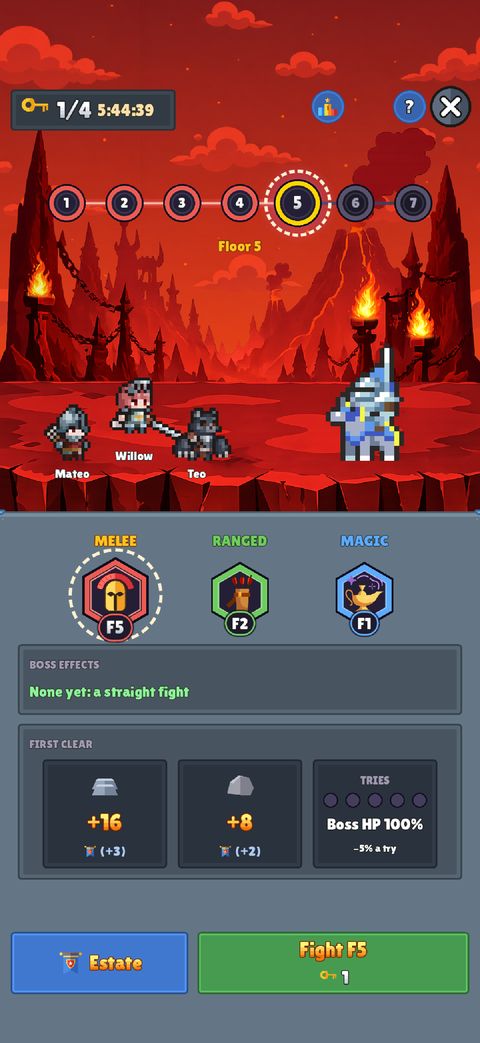 1/4 5:44:39
?
1 2 3 4 5 6 7
Floor 5
Mateo
Willow
Teo
MELEE RANGED MAGIC
F5 F2 F1
BOSS EFFECTS
None yet: a straight fight
FIRST CLEAR
+16
(+3)
+8
(+2)
TRIES
Boss HP 100%
-5% a try
Estate
Fight F5
1